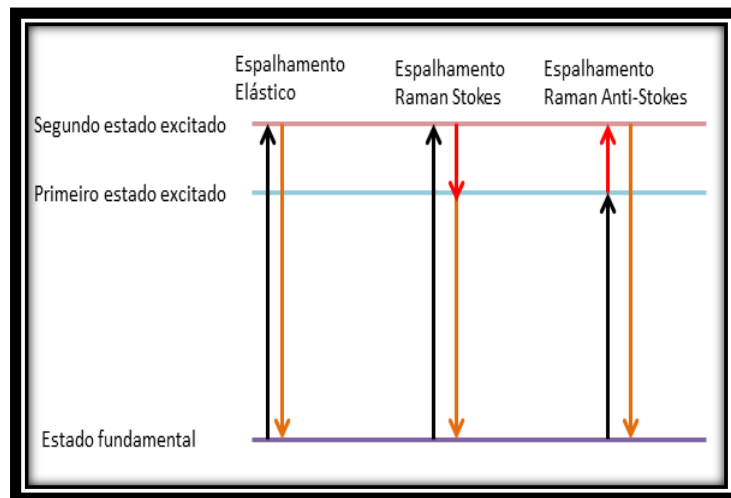 Espalhamento
Elástico
Espalhamento
Raman Stokes
Espalhamento
Raman Anti-Stokes
Segundo estado excitado
Primeiro estado excitado
Estado fundamental